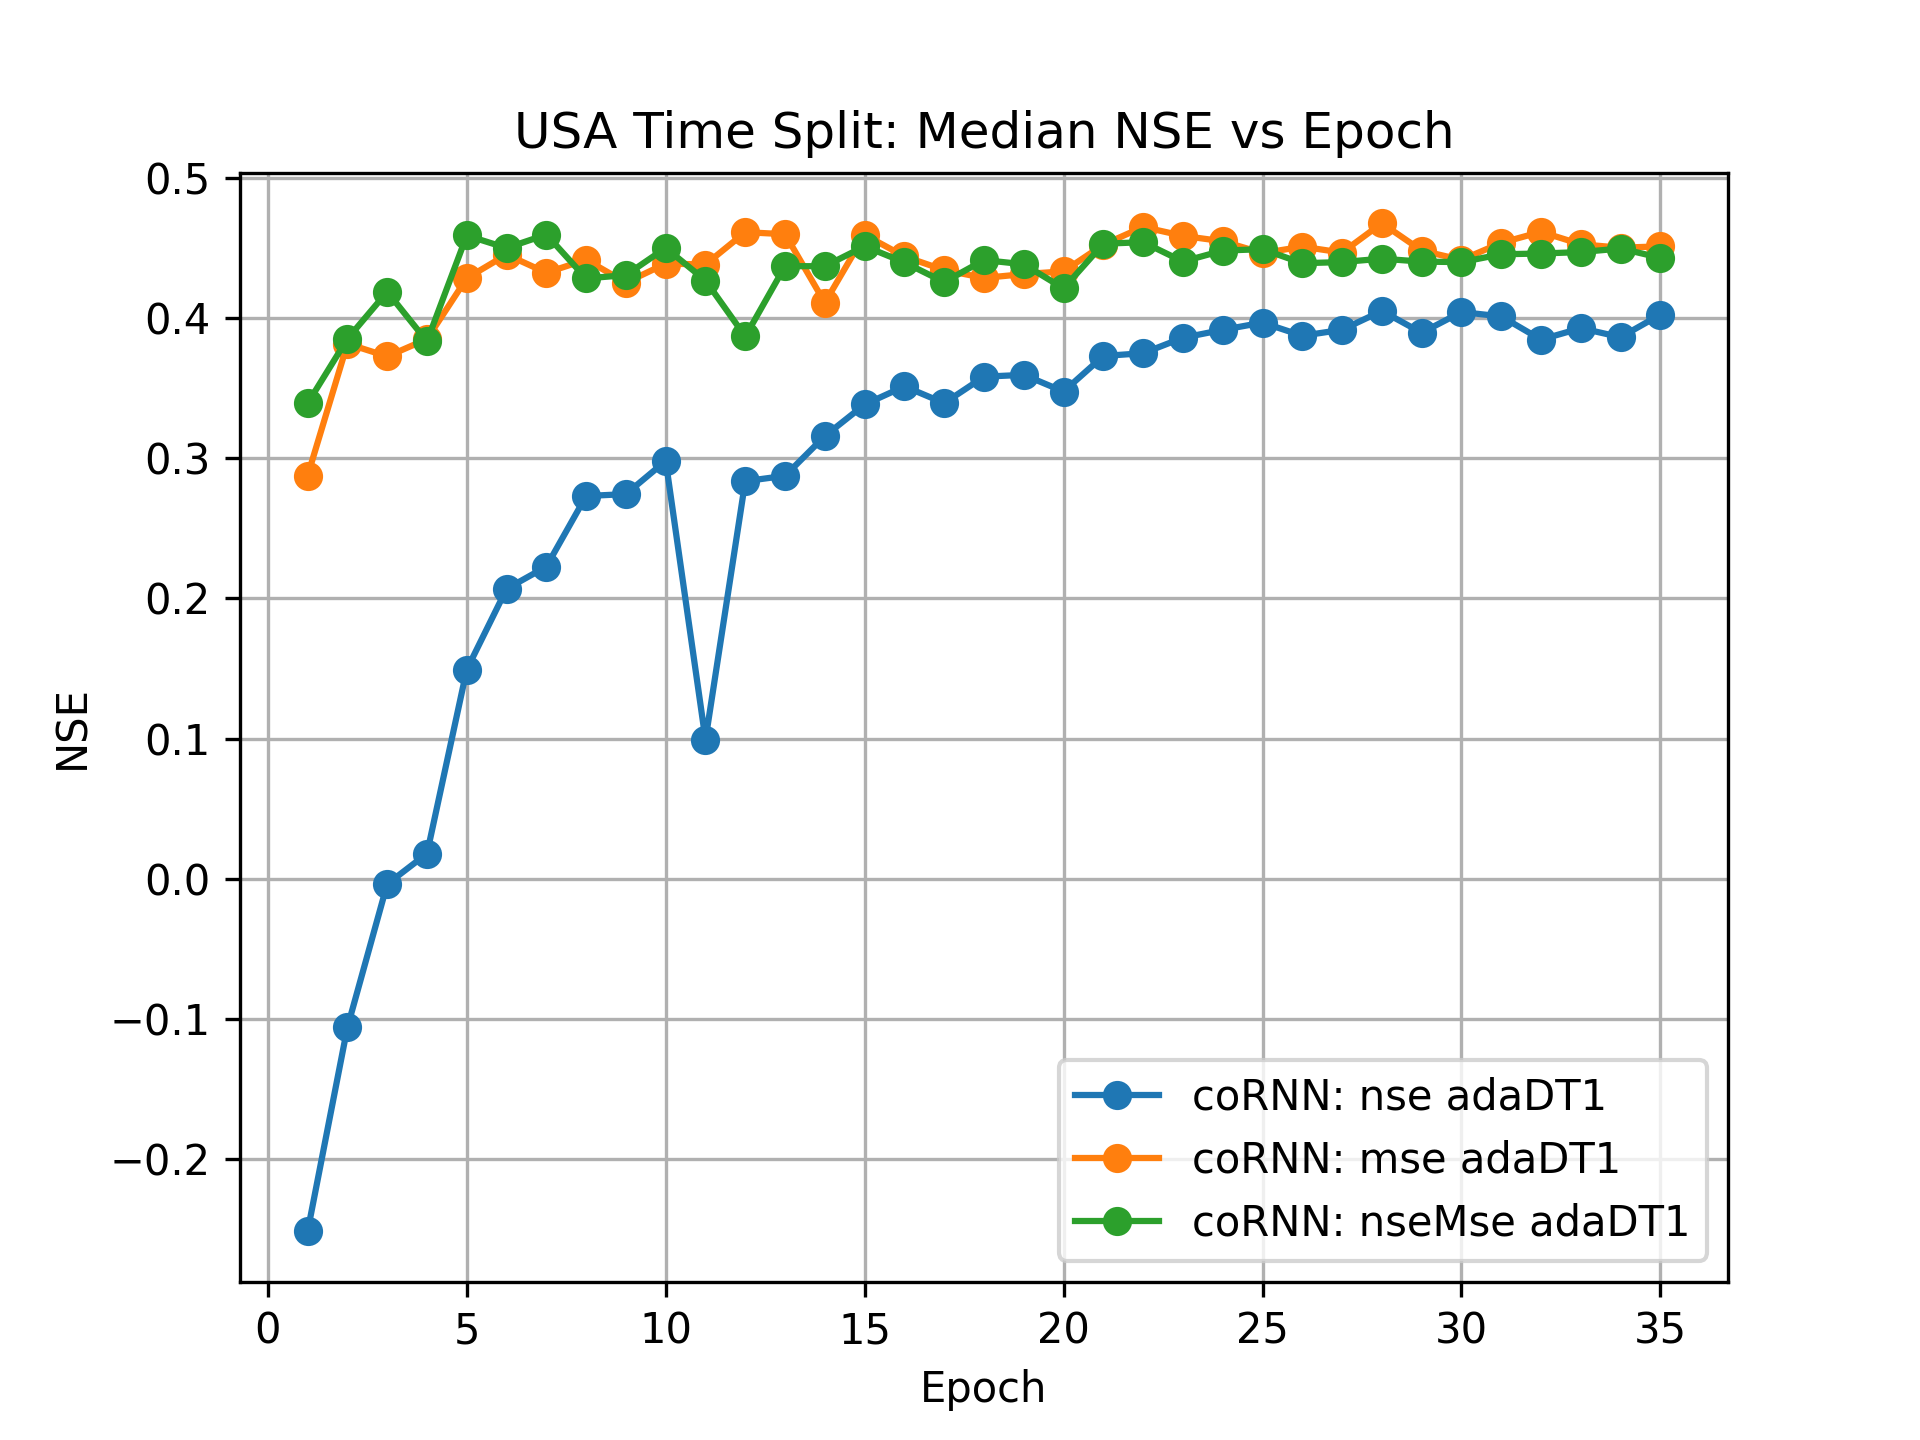 USA Time Split: Median NSE vs Epoch
0.5
0.4
0.3
0.2
0.1
0.0
−0.1
−0.2
NSE
0 5 10 15 20 25 30 35
Epoch
coRNN: nse adaDT1
coRNN: mse adaDT1
coRNN: nseMse adaDT1